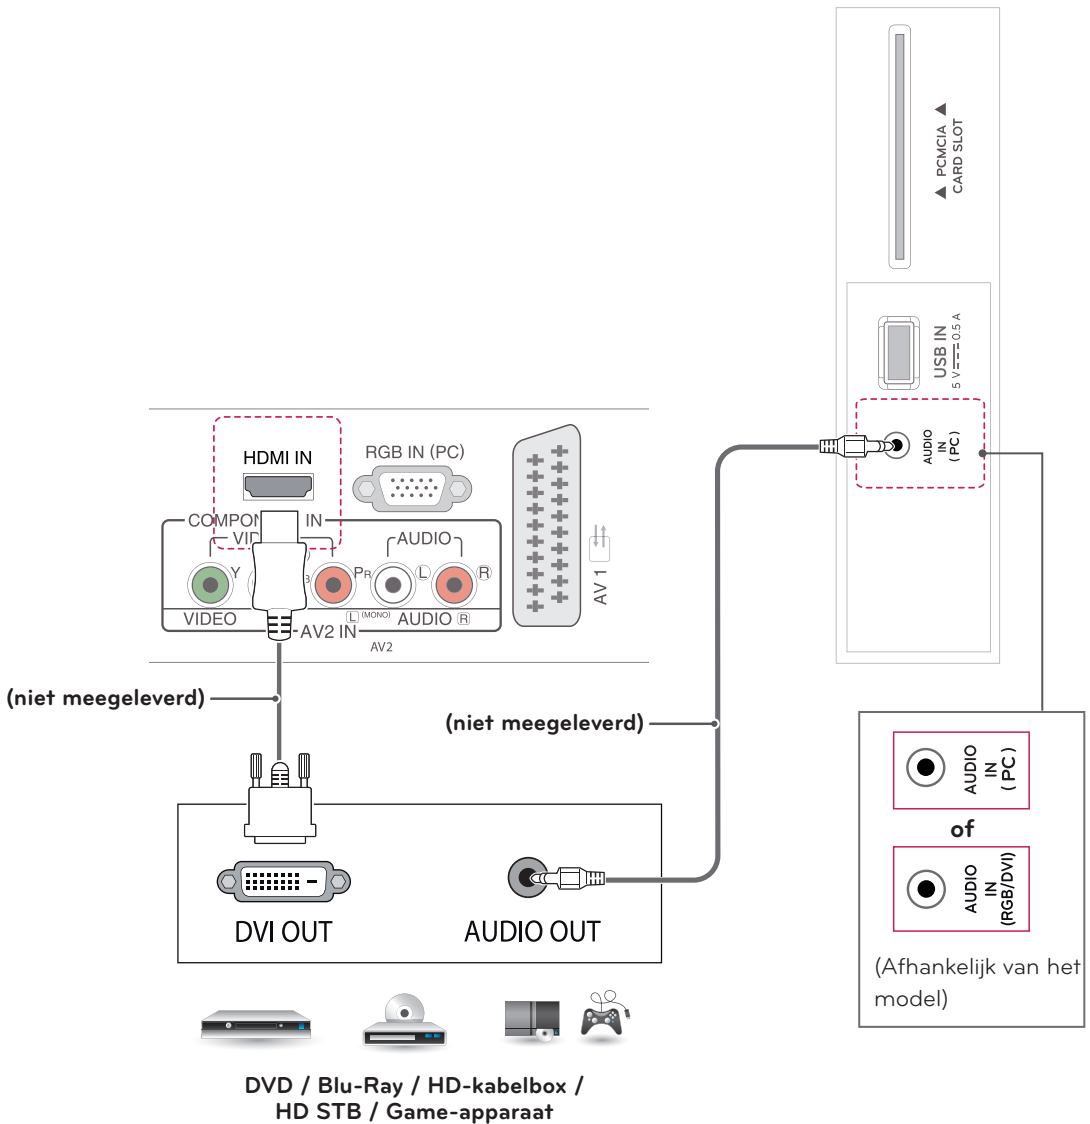 PCMCIA
CARD SLOT
USB IN
5 V 0.5 A
AUDIO
IN
(PC)
HDMI IN
RGB IN (PC)
COMPON IN
VID
AUDIO
Y
B
PR
L
R
VIDEO
L (MONO) AUDIO R
AV2 IN
AV2
AV 1
(niet meegeleverd)
(niet meegeleverd)
DVI OUT
AUDIO OUT
AUDIO
IN
(PC)
of
AUDIO
IN
(RGB/DVI)
(Afhankelijk van het
model)
DVD / Blu-Ray / HD-kabelbox /
HD STB / Game-apparaat